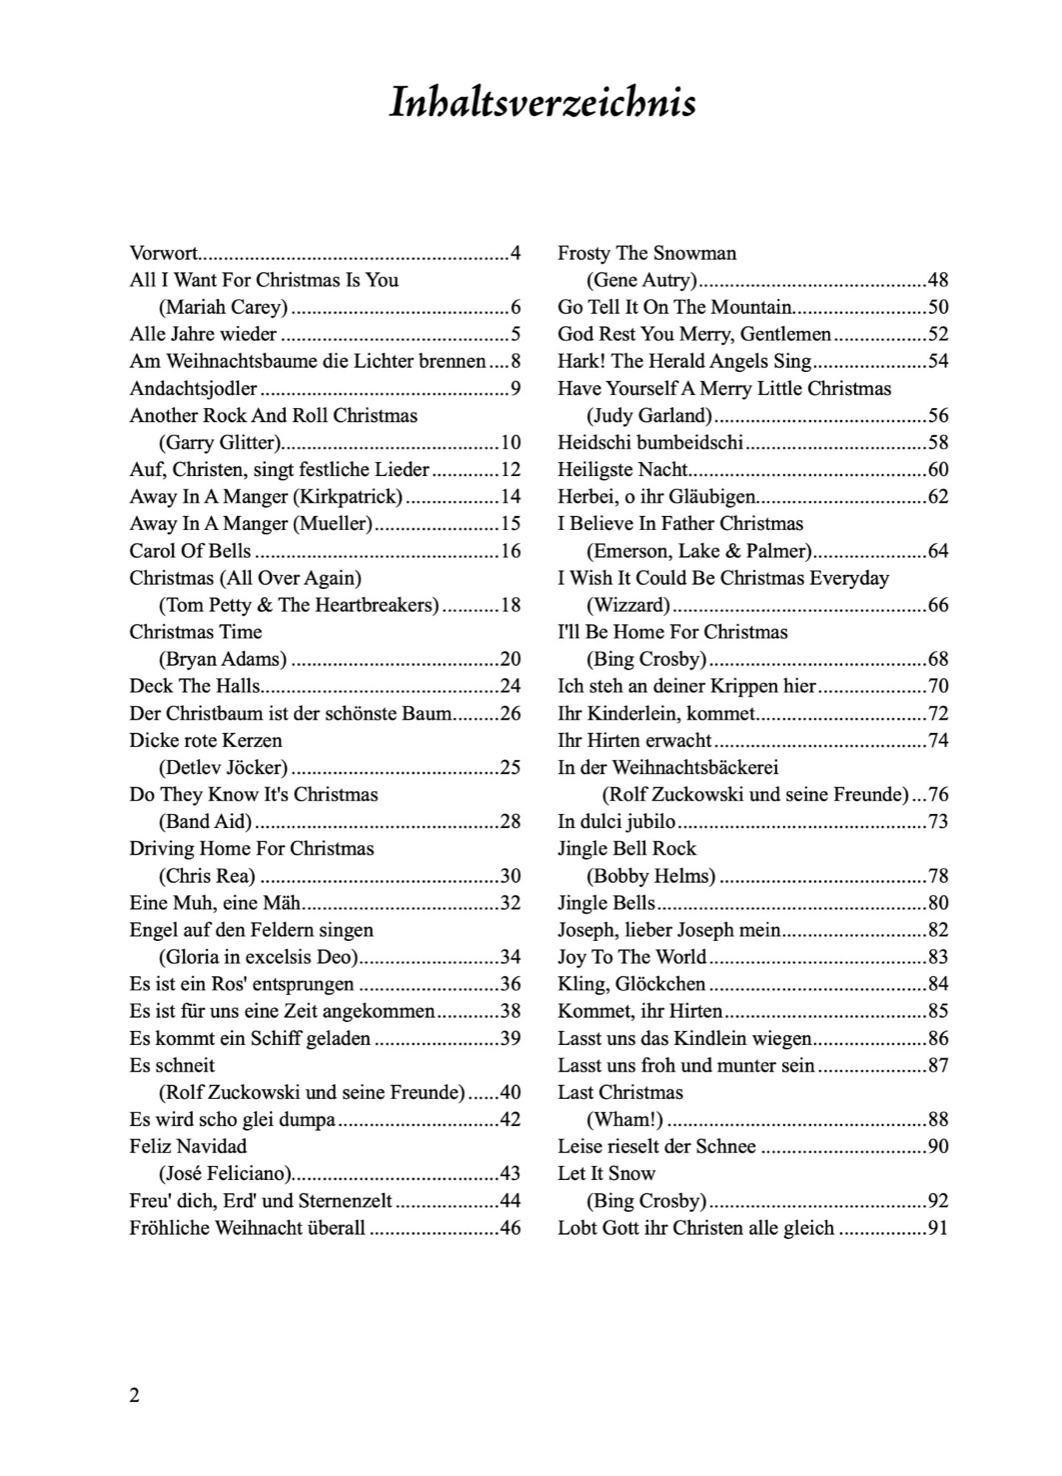 Inhaltsverzeichnis
Vorwort..............................................................4
All I Want For Christmas Is You
(Mariah Carey)............................................6
Alle Jahre wieder..............................................5
Am Weihnachtsbaume die Lichter brennen....8
Andachtsjodler..................................................9
Another Rock And Roll Christmas
(Garry Glitter)...........................................10
Auf, Christen, singt festliche Lieder.............12
Away In A Manger (Kirkpatrick)..................14
Away In A Manger (Mueller)........................15
Carol Of Bells................................................16
Christmas (All Over Again)
(Tom Petty & The Heartbreakers)...........18
Christmas Time
(Bryan Adams).........................................20
Deck The Halls...............................................24
Der Christbaum ist der schönste Baum.........26
Dicke rote Kerzen
(Detlev Jöcker).........................................25
Do They Know It's Christmas
(Band Aid)................................................28
Driving Home For Christmas
(Chris Rea)...............................................30
Eine Muh, eine Mäh.......................................32
Engel auf den Feldern singen
(Gloria in excelsis Deo)...........................34
Es ist ein Ros' entsprungen...........................36
Es ist für uns eine Zeit angekommen............38
Es kommt ein Schiff geladen........................39
Es schneit
(Rolf Zuckowski und seine Freunde)......40
Es wird scho glei dumpa................................42
Feliz Navidad
(José Feliciano).........................................43
Freu' dich, Erd' und Sternenzelt....................44
Fröhliche Weihnacht überall.........................46
Frosty The Snowman
(Gene Autry).............................................48
Go Tell It On The Mountain..........................50
God Rest You Merry, Gentlemen..................52
Hark! The Herald Angels Sing......................54
Have Yourself A Merry Little Christmas
(Judy Garland)..........................................56
Heidschi bumbeidschi....................................58
Heiligste Nacht...............................................60
Herbei, o ihr Gläubigen.................................62
I Believe In Father Christmas
(Emerson, Lake & Palmer)......................64
I Wish It Could Be Christmas Everyday
(Wizzard)..................................................66
I'll Be Home For Christmas
(Bing Crosby)...........................................68
Ich steh an deiner Krippen hier.....................70
Ihr Kinderlein, kommet.................................72
Ihr Hirten erwacht..........................................74
In der Weihnachtsbäckerei
(Rolf Zuckowski und seine Freunde)...76
In dulci jubilo.................................................73
Jingle Bell Rock
(Bobby Helms).........................................78
Jingle Bells.....................................................80
Joseph, lieber Joseph mein............................82
Joy To The World...........................................83
Kling, Glöckchen...........................................84
Kommet, ihr Hirten........................................85
Lasst uns das Kindlein wiegen......................86
Lasst uns froh und munter sein.....................87
Last Christmas
(Wham!)...................................................88
Leise rieselt der Schnee................................90
Let It Snow
(Bing Crosby)...........................................92
Lobt Gott ihr Christen alle gleich.................91
2